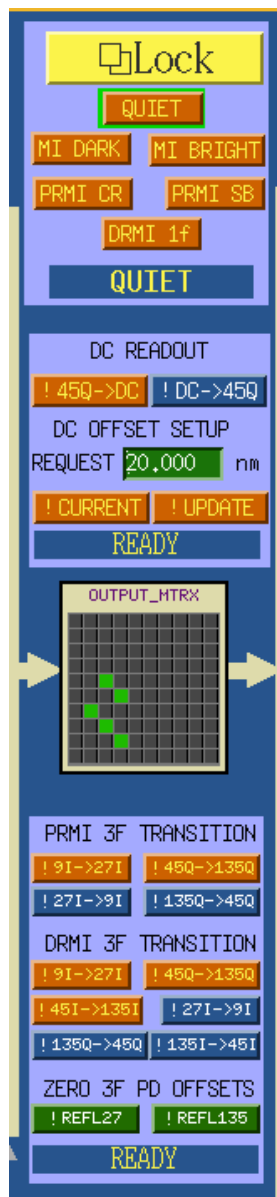 Lock
QUIET
MI DARK MI BRIGHT
PRMI CR PRMI SB
DRMI 1f
QUIET
DC READOUT
!45Q->DC !DC->45Q
DC OFFSET SETUP
REQUEST 20.000 nm
!CURRENT !UPDATE
READY
OUTPUT_MTRX
PRMI 3F TRANSITION
!9I->27I !45Q->135Q
!27I->9I !135Q->45Q
DRMI 3F TRANSITION
!9I->27I !45Q->135Q
!45I->135I !27I->9I
!135Q->45Q !135I->45I
ZERO 3F PD OFFSETS
!REFL27 !REFL135
READY